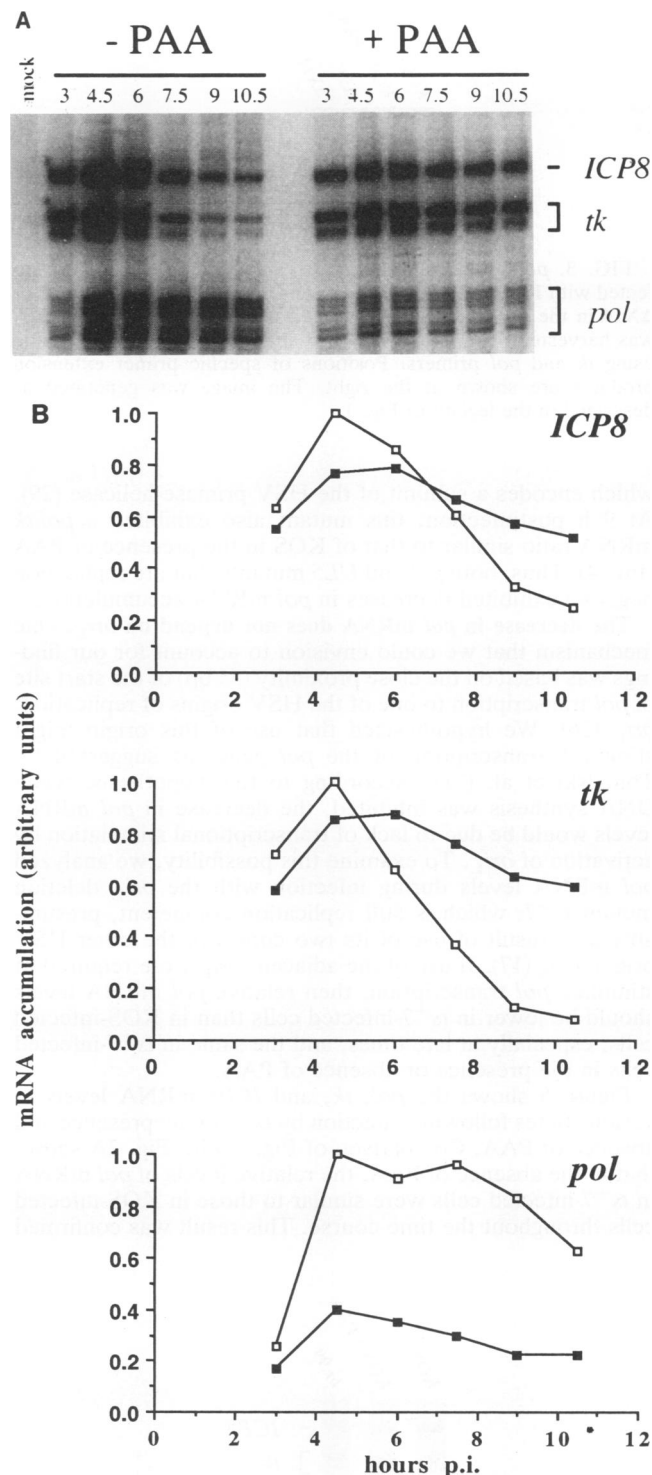 A
- PAA + PAA
mock 3 4.5 6 7.5 9 10.5 3 4.5 6 7.5 9 10.5
ICP8
tk
pol
B
mRNA accumulation (arbitrary units)
ICP8
1.0
0.8
0.6
0.4
0.2
0.0
0 2 4 6 8 10 12
tk
1.0
0.8
0.6
0.4
0.2
0.0
0 2 4 6 8 10 12
pol
1.0
0.8
0.6
0.4
0.2
0.0
0 2 4 6 8 10 12
hours p.i.